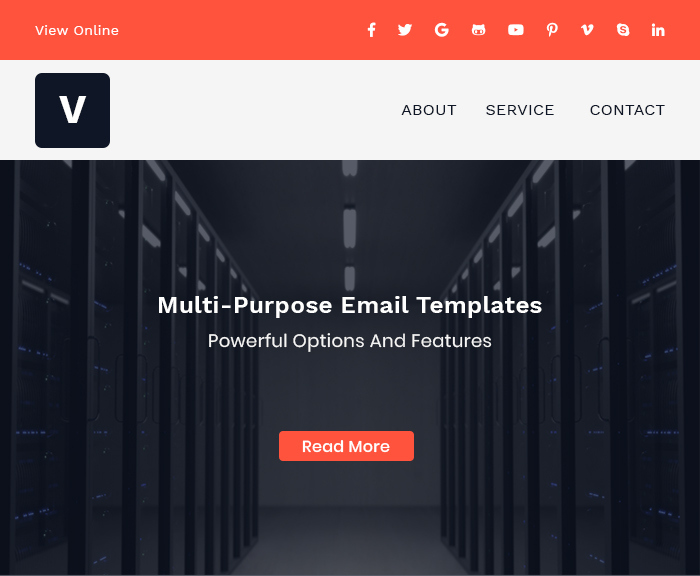 View Online
V
ABOUT SERVICE CONTACT
Multi-Purpose Email Templates
Powerful Options And Features
Read More